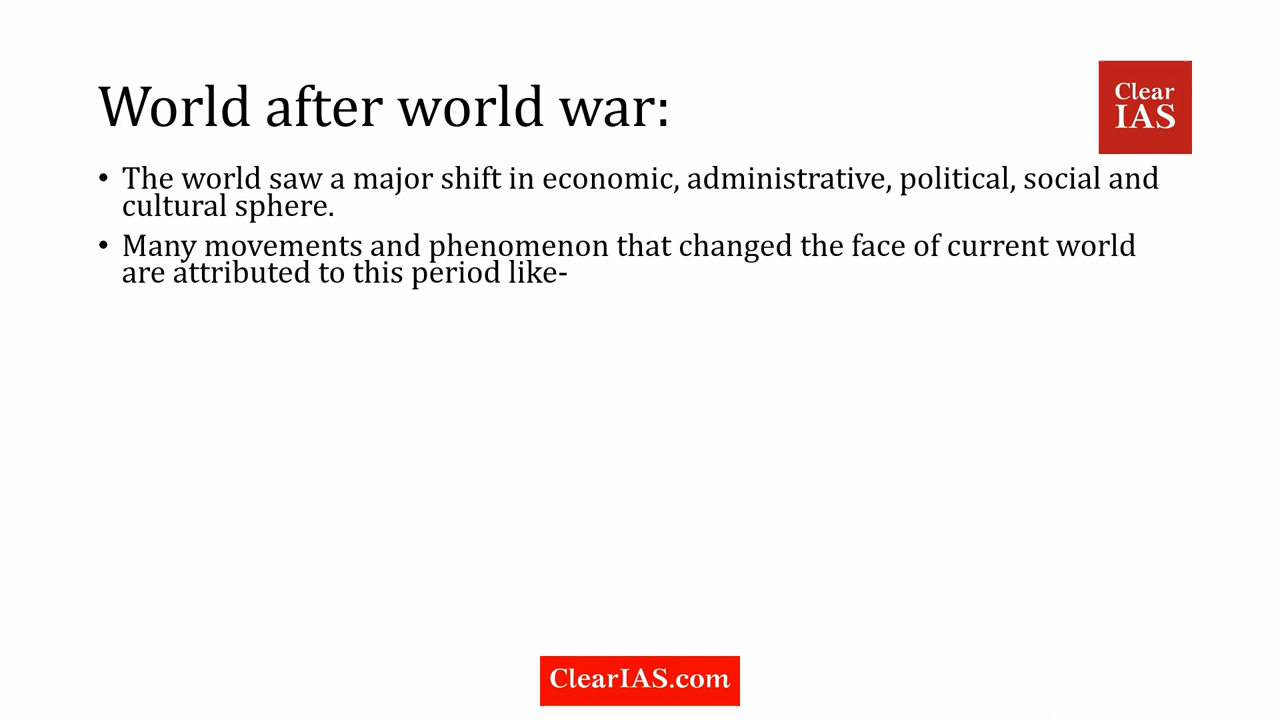 World after world war:
Clear
IAS
• The world saw a major shift in economic, administrative, political, social and
cultural sphere.
• Many movements and phenomenon that changed the face of current world
are attributed to this period like-
ClearIAS.com